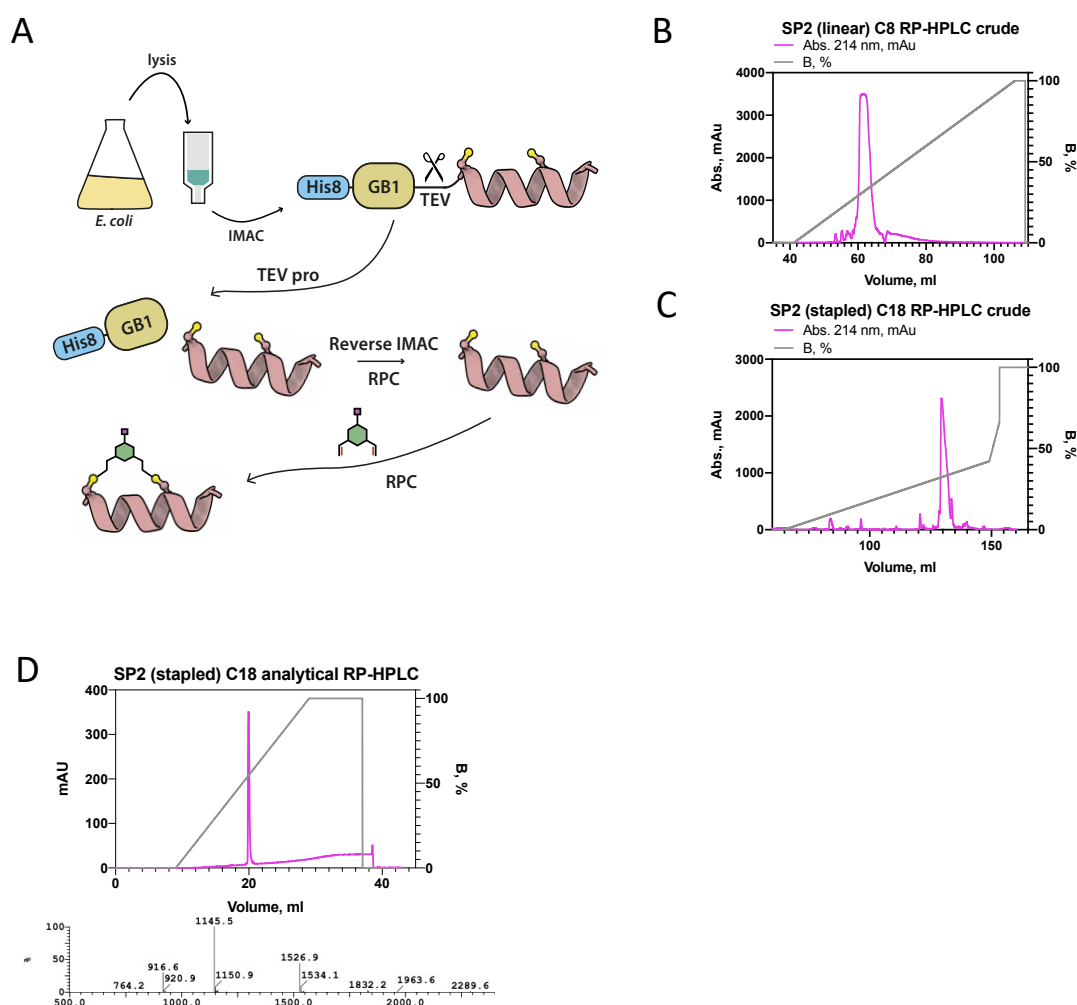 A
lysis
E. coli
IMAC
His8
GB1
TEV
TEV pro
His8
GB1
Reverse IMAC
RPC
RPC
B
SP2 (linear) C8 RP-HPLC crude
Abs. 214 nm, mAu
B, %
4000
3000
2000
1000
0
100
50
0
40 60 80 100
Abs., mAu
B, %
Volume, ml
C
SP2 (stapled) C18 RP-HPLC crude
Abs. 214 nm, mAu
B, %
3000
2000
1000
0
100
50
0
100 150
Abs., mAu
B, %
Volume, ml
D
SP2 (stapled) C18 analytical RP-HPLC
400
300
200
100
0
100
50
0
0 20 40
mAU
B, %
Volume, ml
100
50
0
%
1145.5
916.6
1526.9
764.2
920.9
1150.9
1534.1
1832.2
1963.6
2289.6
500.0 1000.0 1500.0 2000.0